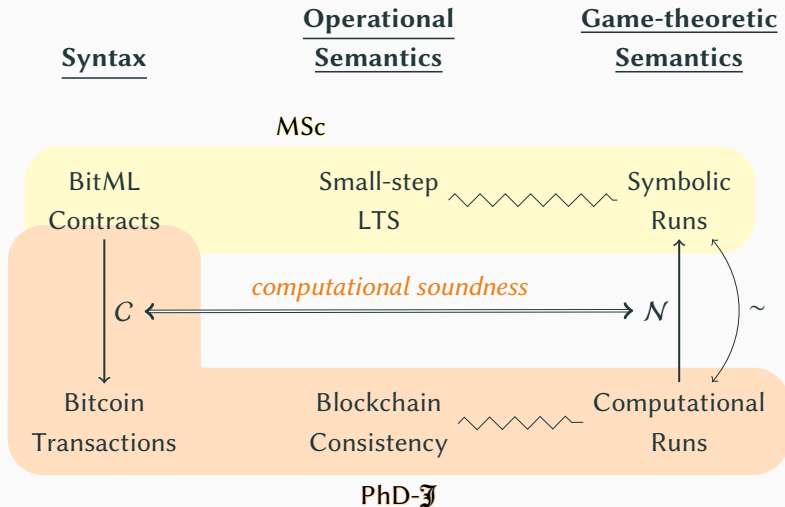 Syntax
Operational
Semantics
Game-theoretic
Semantics
MSc
BitML
Contracts
Small-step
LTS
Symbolic
Runs
computational soundness
𝒞
𝒩
~
Bitcoin
Transactions
Blockchain
Consistency
Computational
Runs
PhD-𝕴